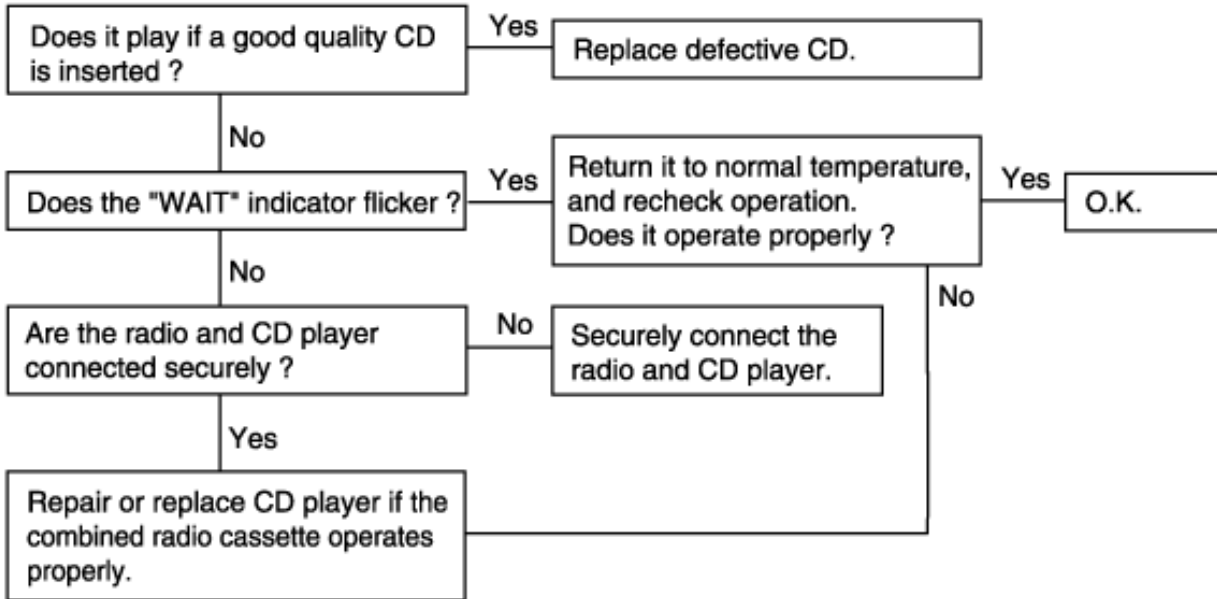 Does it play if a good quality CD
is inserted ?
Yes
Replace defective CD.
No
Does the "WAIT" indicator flicker ?
Yes
Return it to normal temperature,
and recheck operation.
Does it operate properly ?
Yes
O.K.
No
No
Are the radio and CD player
connected securely ?
No
Securely connect the
radio and CD player.
Yes
Repair or replace CD player if the
combined radio cassette operates
properly.